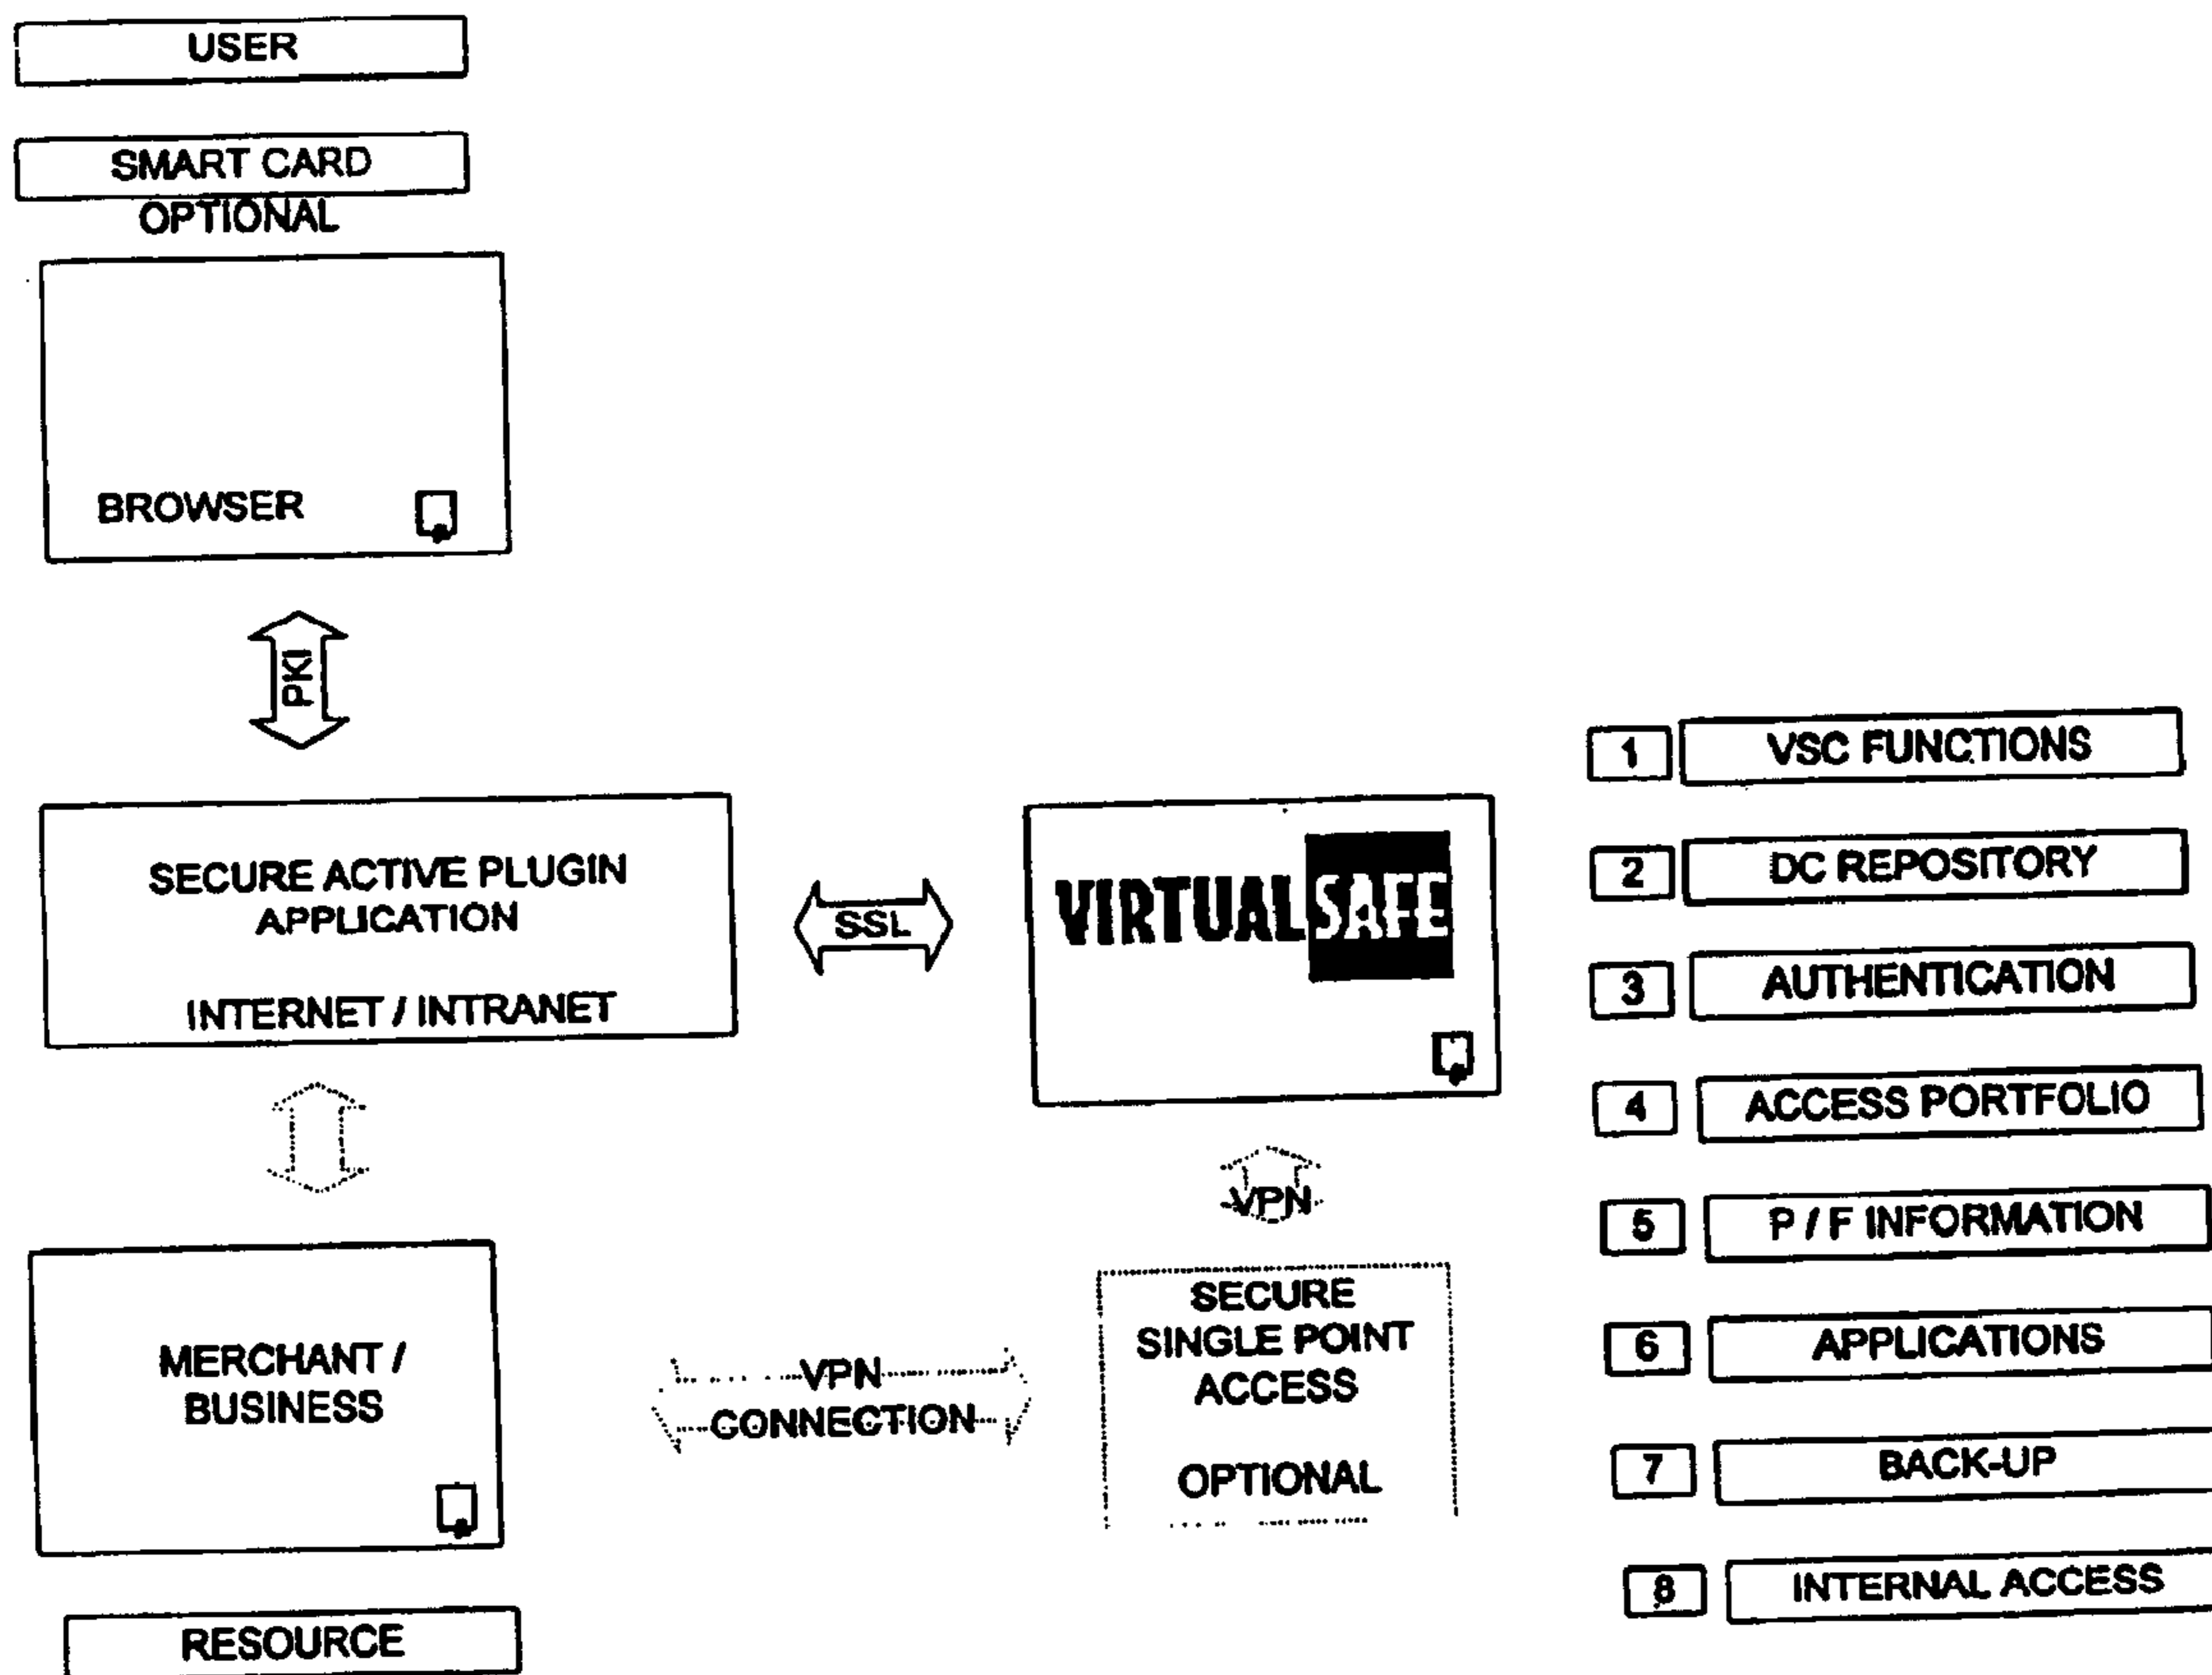 USER
SMART CARD
OPTIONAL
BROWSER
PKI
SECURE ACTIVE PLUGIN
APPLICATION
INTERNET / INTRANET
SSL
VIRTUALSAFE
VPN
MERCHANT /
BUSINESS
VPN
CONNECTION
SECURE
SINGLE POINT
ACCESS
OPTIONAL
RESOURCE
1 VSC FUNCTIONS
2 DC REPOSITORY
3 AUTHENTICATION
4 ACCESS PORTFOLIO
5 P / F INFORMATION
6 APPLICATIONS
7 BACK-UP
8 INTERNAL ACCESS